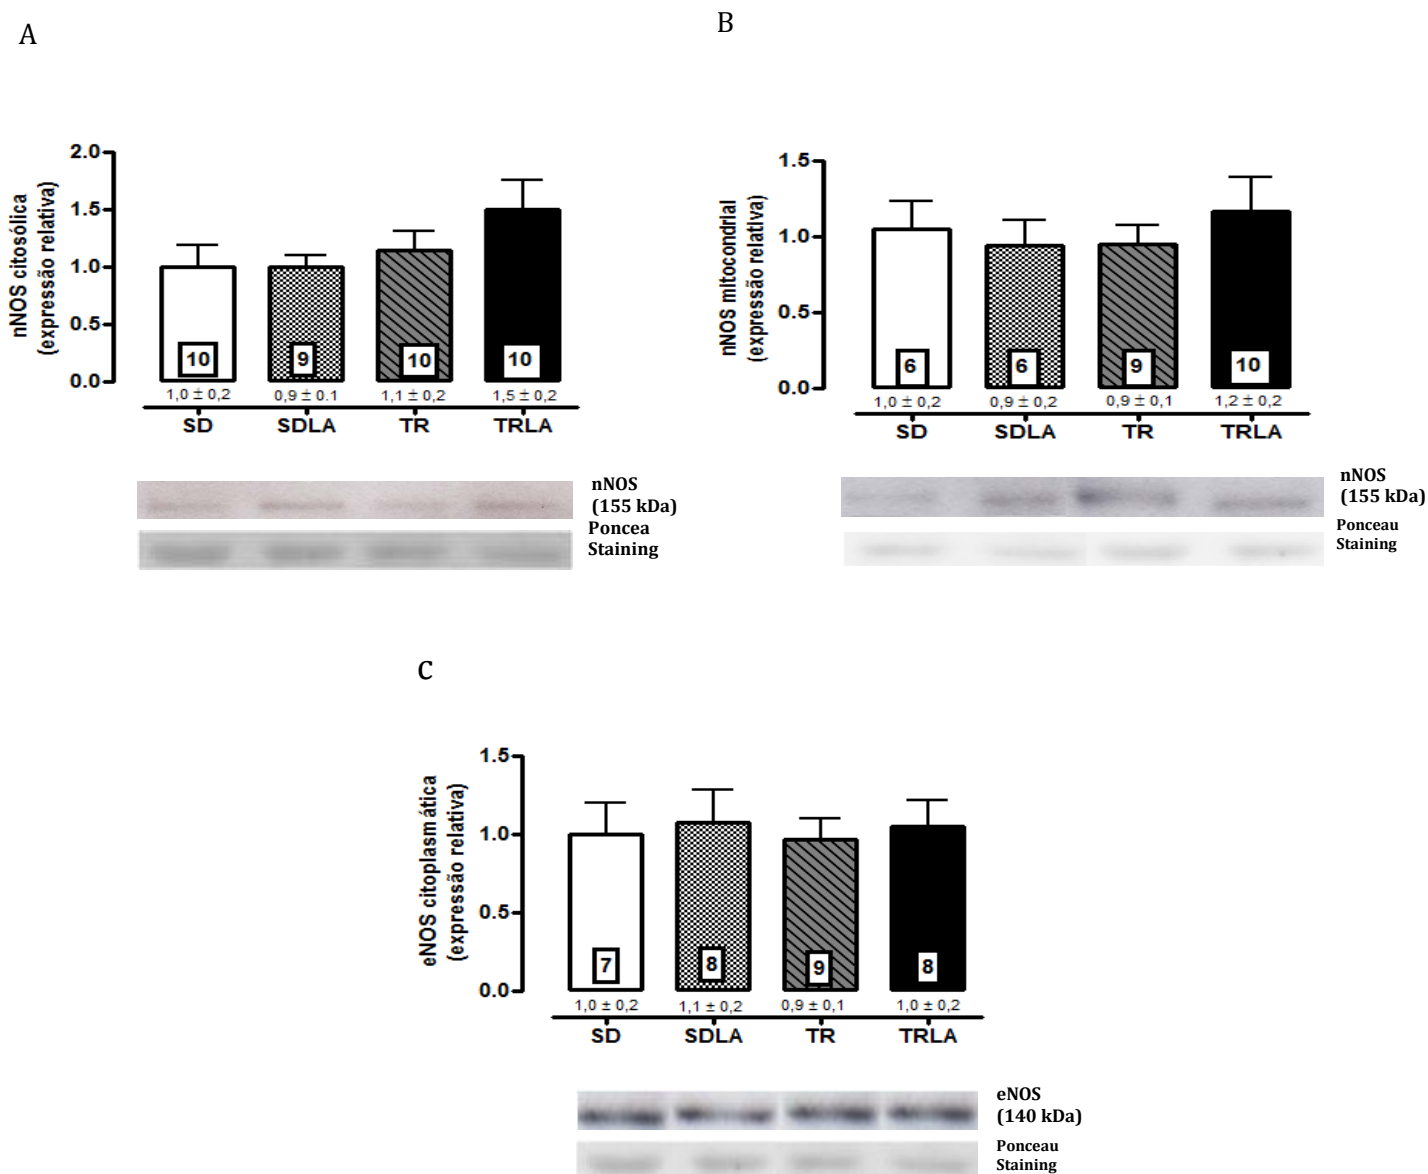 A
nNOS citosólica
(expressão relativa)
2.0
1.5
1.0
0.5
0.0
10
9
10
10
1,0 ± 0,2
0,9 ± 0.1
1,1 ± 0,2
1,5 ± 0,2
SD
SDLA
TR
TRLA
nNOS
(155 kDa)
Poncea
Staining
B
nNOS mitocondrial
(expressão relativa)
1.5
1.0
0.5
0.0
6
6
9
10
1,0 ± 0,2
0,9 ± 0,2
0,9 ± 0,1
1,2 ± 0,2
SD
SDLA
TR
TRLA
nNOS
(155 kDa)
Ponceau
Staining
C
eNOS citoplasmática
(expressão relativa)
1.5
1.0
0.5
0.0
7
8
9
8
1,0 ± 0,2
1,1 ± 0,2
0,9 ± 0,1
1,0 ± 0,2
SD
SDLA
TR
TRLA
eNOS
(140 kDa)
Ponceau
Staining